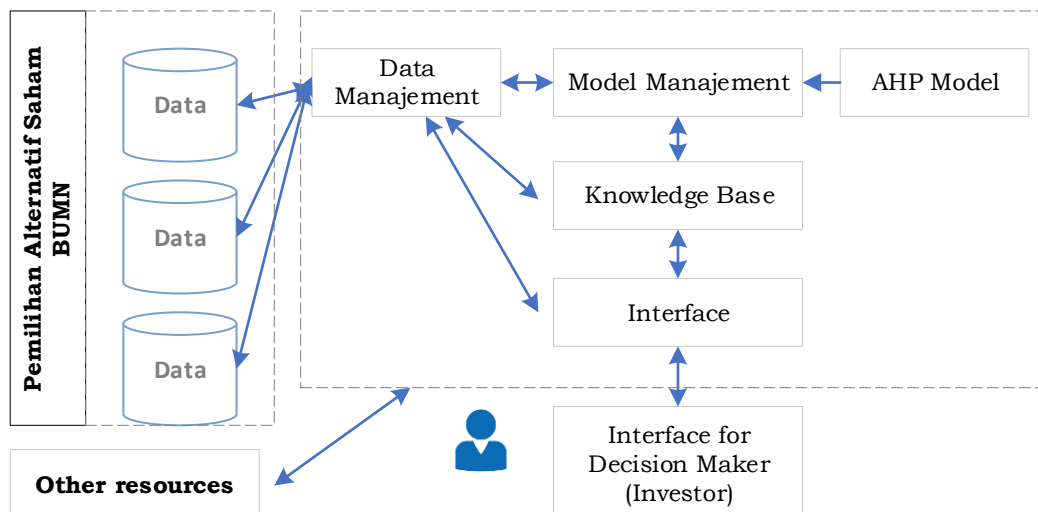 Pemilihan Alternatif Saham
BUMN
Data
Data
Data
Data
Manajement
Model Manajement
AHP Model
Knowledge Base
Interface
Interface for
Decision Maker
(Investor)
Other resources